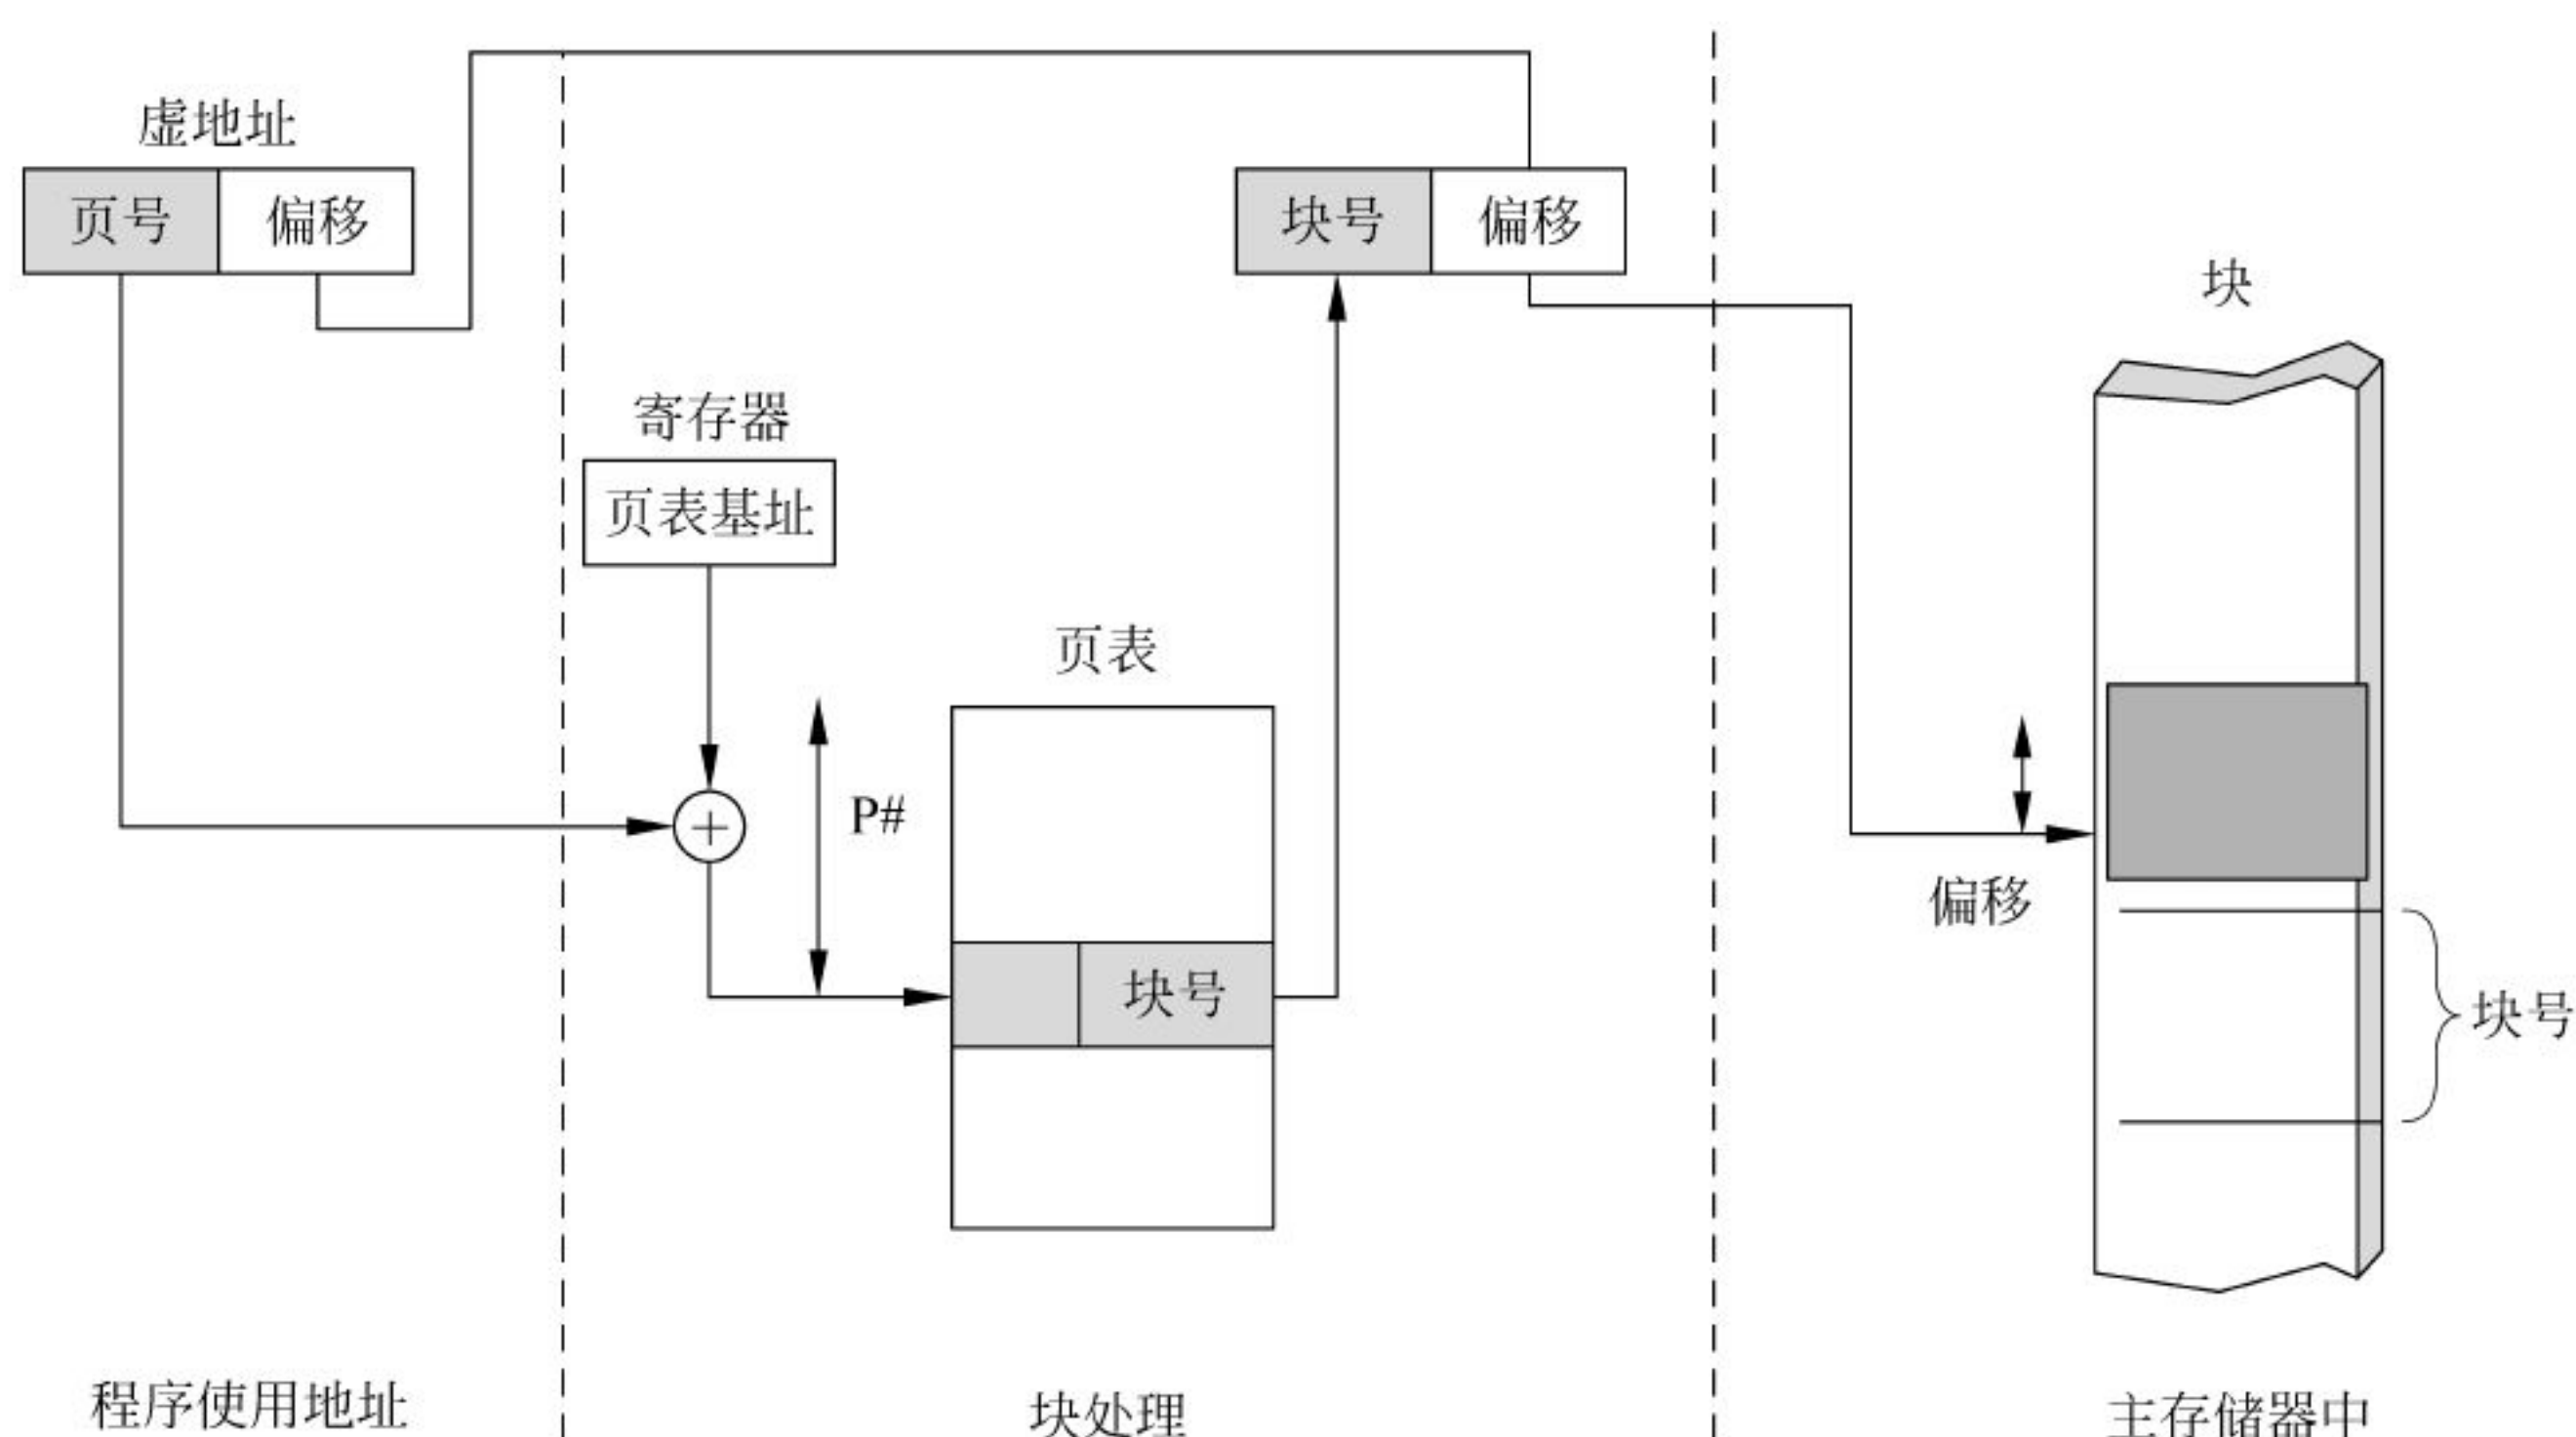 虚地址
页号
偏移
块号
偏移
块
寄存器
页表基址
页表
+
P#
块号
偏移
块号
程序使用地址
块处理
主存储器中